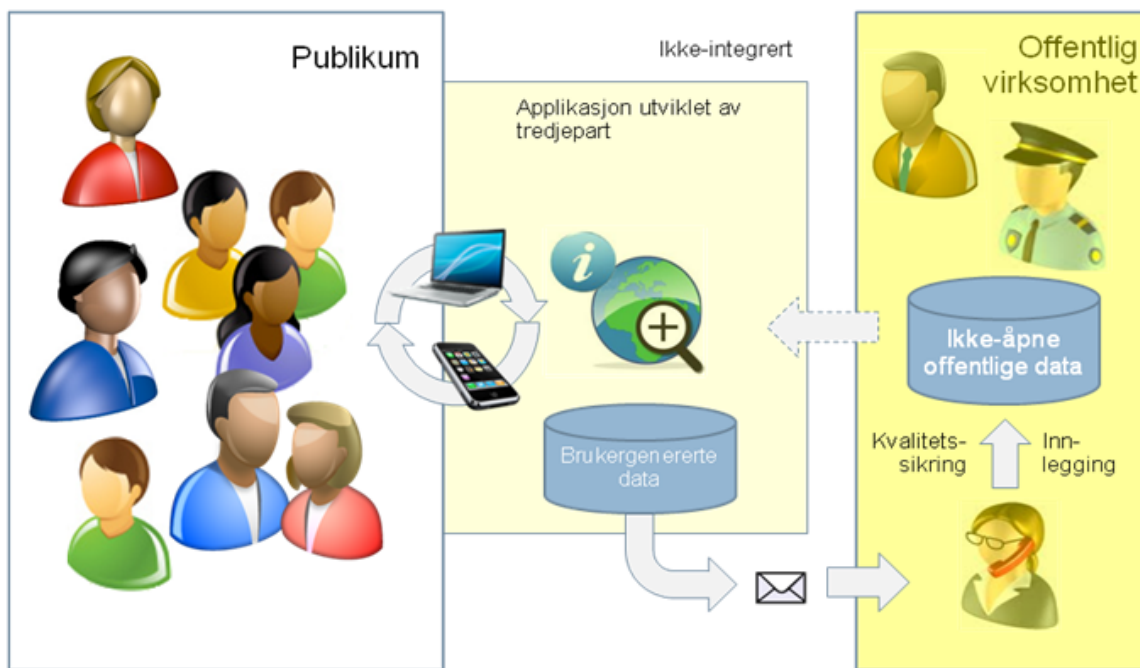 Publikum
Ikke-integrert
Applikasjon utviklet av
tredjepart
Brukergenererte
data
Offentlig
virksomhet
Ikke-åpne
offentlige data
Kvalitets-
sikring
Inn-
legging